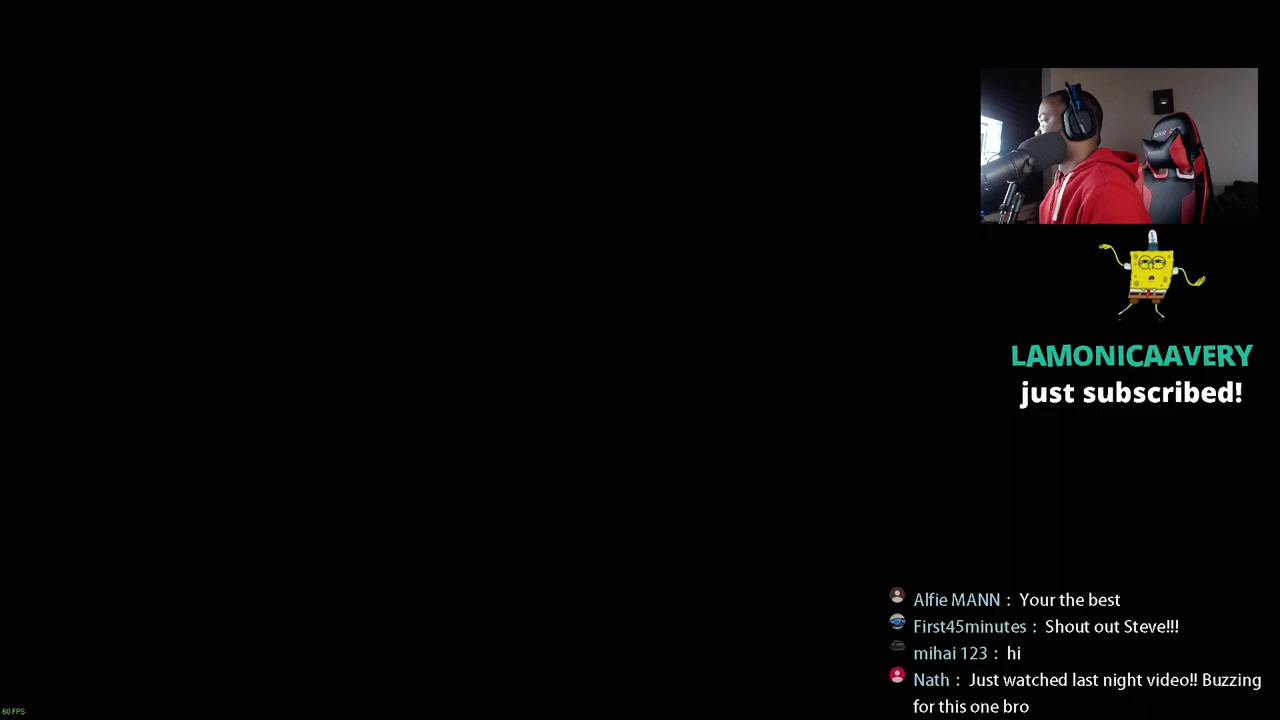 LAMONICAAVERY
just subscribed!
Alfie MANN : Your the best
First45minutes : Shout out Steve!!!
mihai 123 : hi
Nath : Just watched last night video!! Buzzing
for this one bro
60 FPS